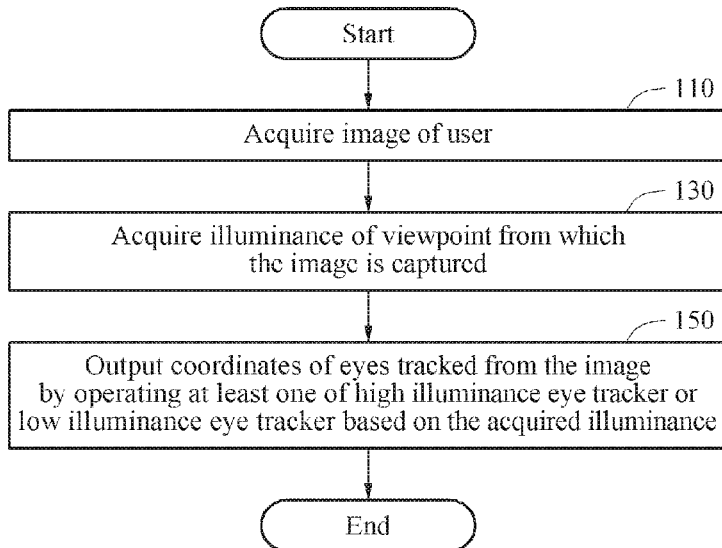 Start
110
Acquire image of user
130
Acquire illuminance of viewpoint from which
the image is captured
150
Output coordinates of eyes tracked from the image
by operating at least one of high illuminance eye tracker or
low illuminance eye tracker based on the acquired illuminance
End